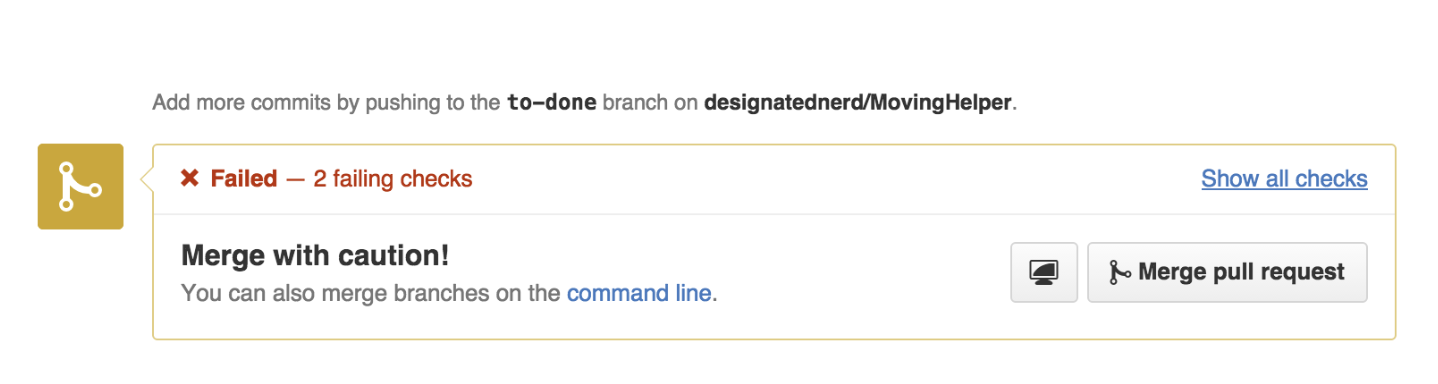 Add more commits by pushing to the to-done branch on designatednerd/MovingHelper.
Failed — 2 failing checks
Show all checks
Merge with caution!
You can also merge branches on the command line.
Merge pull request